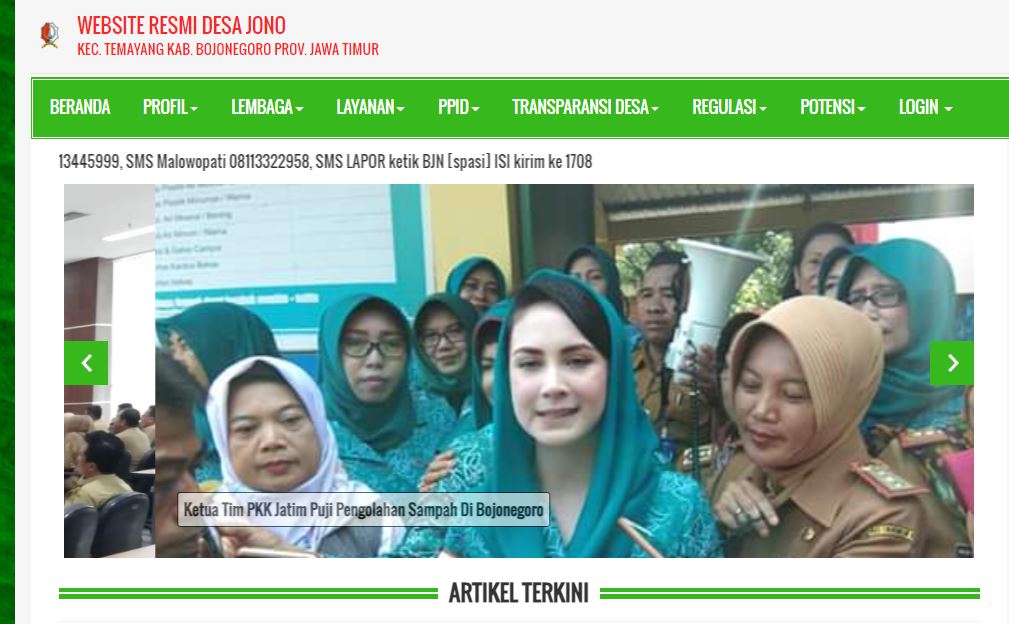 WEBSITE RESMI DESA JONO
KEC. TEMAYANG KAB. BOJONEGORO PROV. JAWA TIMUR
BERANDA PROFIL LEMBAGA LAYANAN PPID TRANSPARANSI DESA REGULASI POTENSI LOGIN
13445999, SMS Malowopati 08113322958, SMS LAPOR ketik BJN [spasi] ISI kirim ke 1708
Ketua Tim PKK Jatim Puji Pengolahan Sampah Di Bojonegoro
ARTIKEL TERKINI